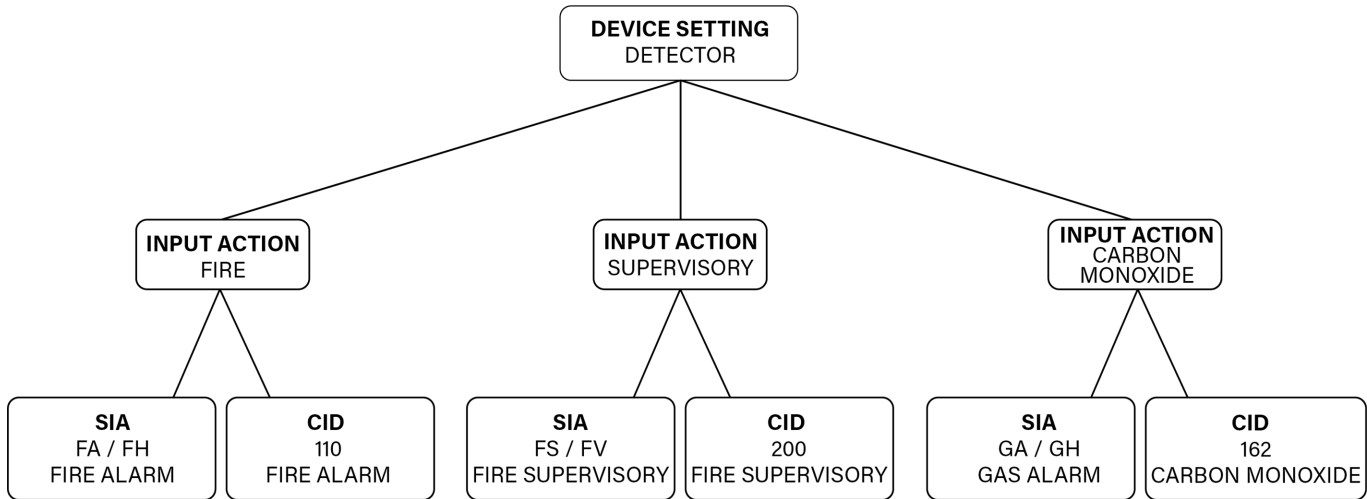 DEVICE SETTING
DETECTOR
INPUT ACTION
FIRE
INPUT ACTION
SUPERVISORY
INPUT ACTION
CARBON
MONOXIDE
SIA
FA / FH
FIRE ALARM
CID
110
FIRE ALARM
SIA
FS / FV
FIRE SUPERVISORY
CID
200
FIRE SUPERVISORY
SIA
GA / GH
GAS ALARM
CID
162
CARBON MONOXIDE